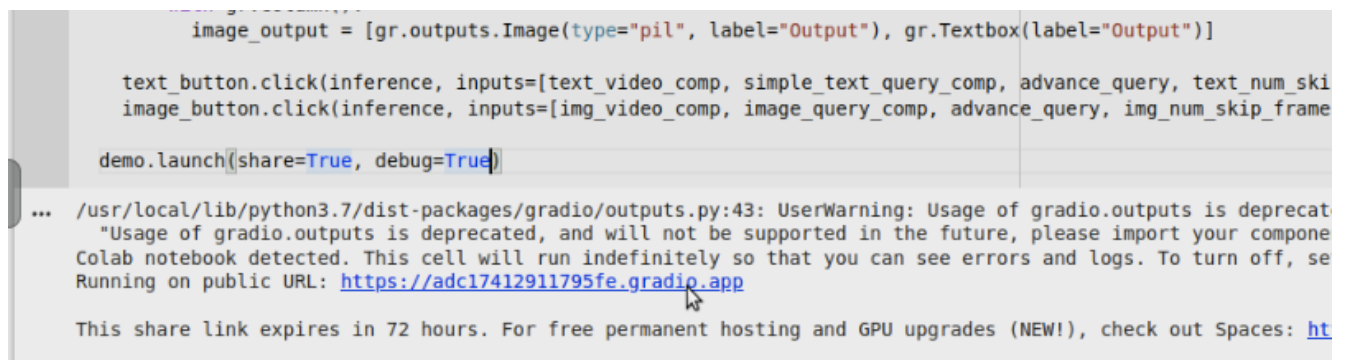 image_output = [gr.outputs.Image(type="pil", label="Output"), gr.Textbox(label="Output")]
text_button.click(inference, inputs=[text_video_comp, simple_text_query_comp, advance_query, text_num_ski
image_button.click(inference, inputs=[img_video_comp, image_query_comp, advance_query, img_num_skip_frame
demo.launch(share=True, debug=True)
... /usr/local/lib/python3.7/dist-packages/gradio/outputs.py:43: UserWarning: Usage of gradio.outputs is deprecat
"Usage of gradio.outputs is deprecated, and will not be supported in the future, please import your compone
Colab notebook detected. This cell will run indefinitely so that you can see errors and logs. To turn off, se
Running on public URL: https://adc17412911795fe.gradio.app
This share link expires in 72 hours. For free permanent hosting and GPU upgrades (NEW!), check out Spaces: ht